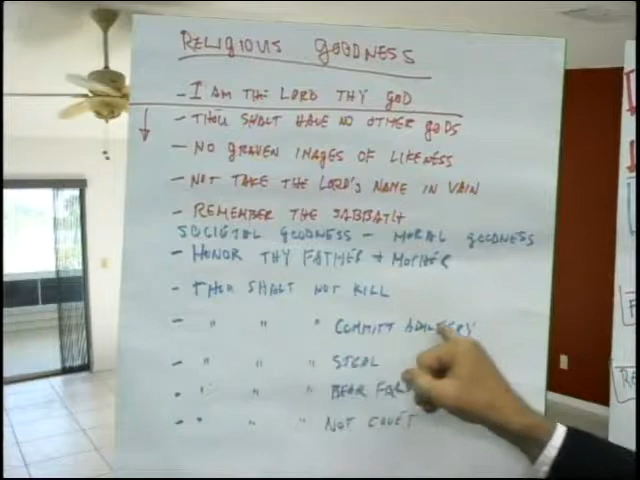 RELIGIOUS GOODNESS
- I AM THE LORD THY GOD
- THOU SHALT HAVE NO OTHER GODS
- NO GRAVEN IMAGES OF LIKENESS
- NOT TAKE THE LORD'S NAME IN VAIN
- REMEMBER THE SABBATH
SOCIETAL GOODNESS - MORAL GOODNESS
- HONOR THY FATHER + MOTHER
- THOU SHALT NOT KILL
- " " " COMMITT
- " " " STEAL
- " " " BEAR
- " " " NOT COVET